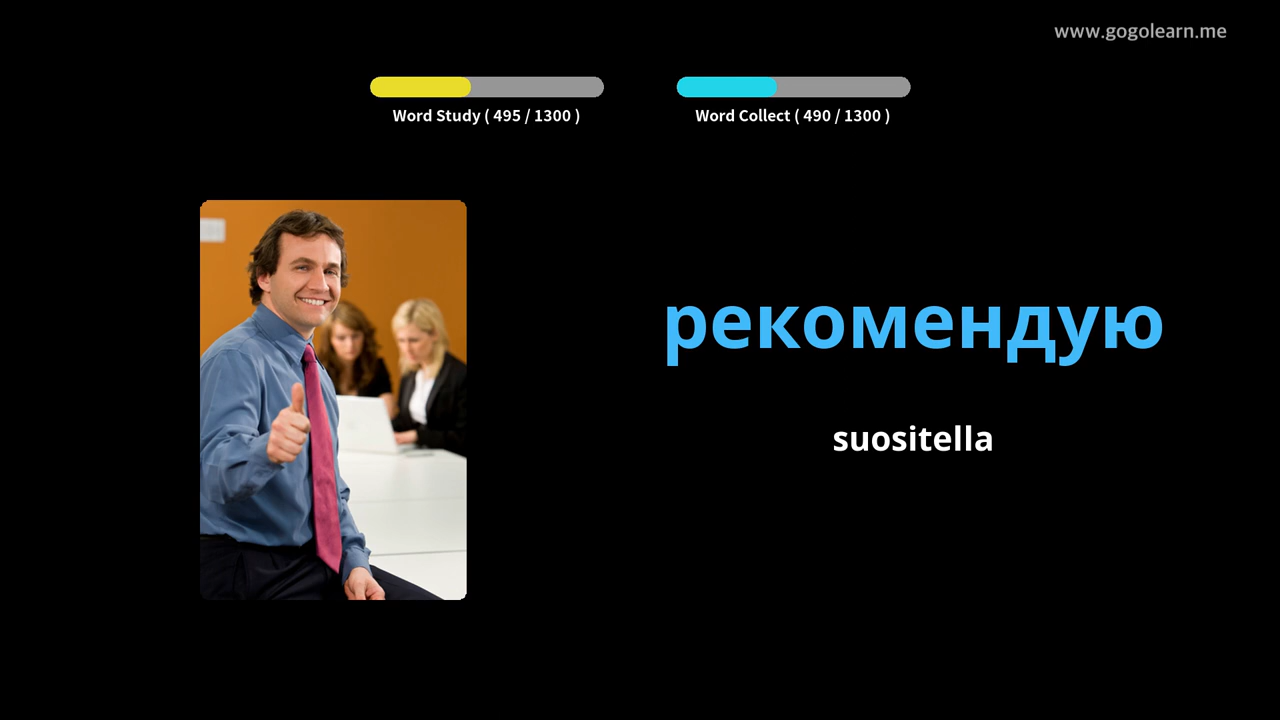 www.gogolearn.me
Word Study ( 495 / 1300 )
Word Collect ( 490 / 1300 )
рекомендую
suositella